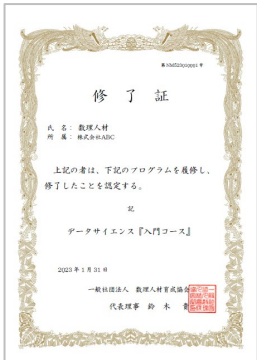 修了証
氏 名： 数理人材
所 属： 株式会社ABC
上記の者は、下記のプログラムを履修し、
修了したことを認定する。
記
データサイエンス『入門コース』
2023年1月31日
一般社団法人 数理人材育成協会
代表理事 鈴木